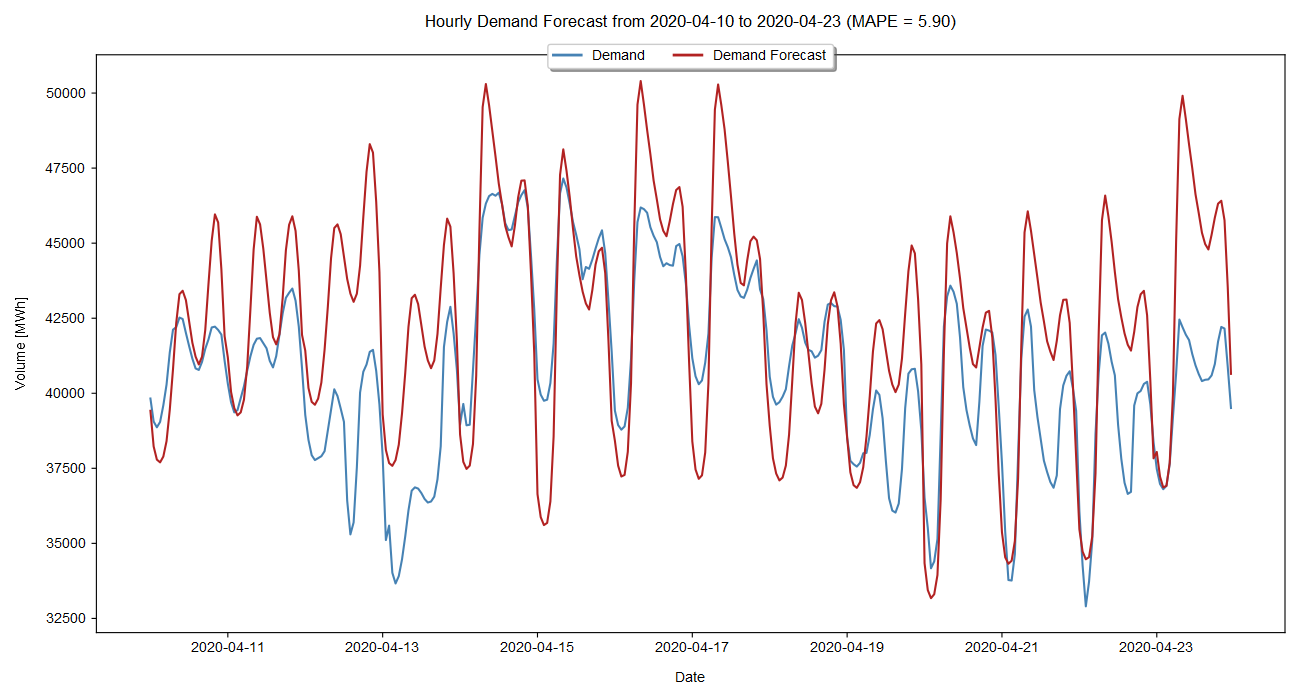 Hourly Demand Forecast from 2020-04-10 to 2020-04-23 (MAPE = 5.90)
Demand Demand Forecast
50000
47500
45000
42500
40000
37500
35000
32500
Volume [MWh]
2020-04-11 2020-04-13 2020-04-15 2020-04-17 2020-04-19 2020-04-21 2020-04-23
Date